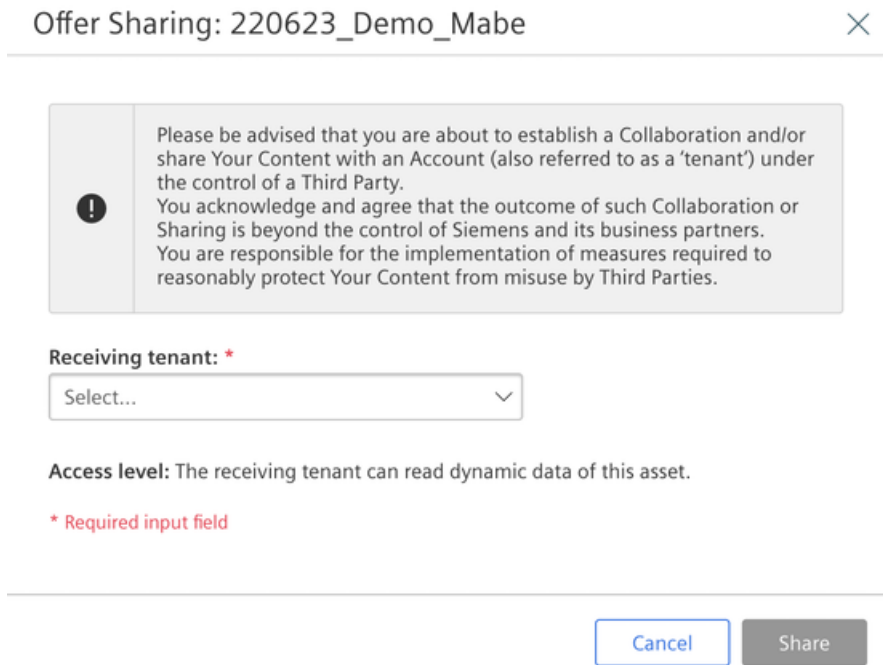 Offer Sharing: 220623_Demo_Mabe
Please be advised that you are about to establish a Collaboration and/or
share Your Content with an Account (also referred to as a ‘tenant’) under
the control of a Third Party.
You acknowledge and agree that the outcome of such Collaboration or
Sharing is beyond the control of Siemens and its business partners.
You are responsible for the implementation of measures required to
reasonably protect Your Content from misuse by Third Parties.
Receiving tenant: *
Select...
Access level: The receiving tenant can read dynamic data of this asset.
* Required input field
Cancel
Share